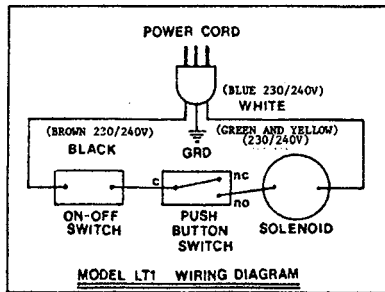 POWER CORD
(BLUE 230/240V)
WHITE
(BROWN 230/240V)
BLACK
GRD
(GREEN AND YELLOW)
(230/240V)
c
nc
no
ON-OFF
SWITCH
PUSH
BUTTON
SWITCH
SOLENOID
MODEL LT1 WIRING DIAGRAM